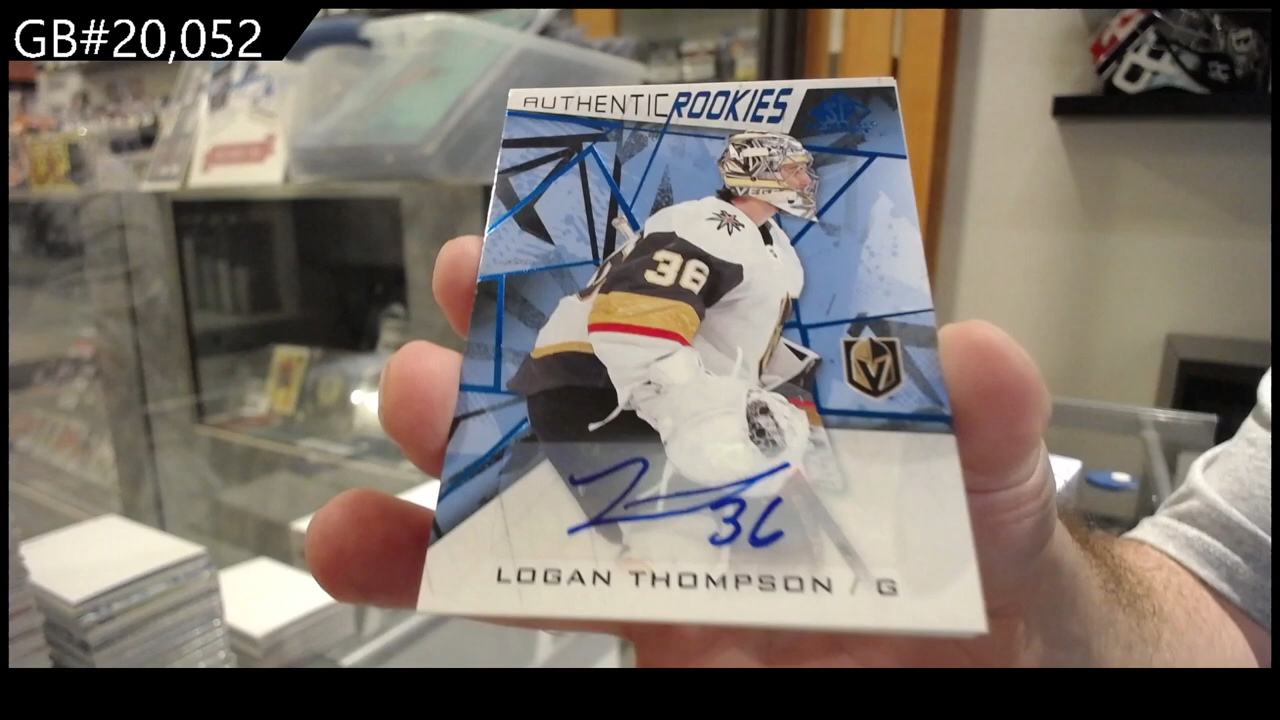 GB#20,052
AUTHENTIC ROOKIES
36
36
LOGAN THOMPSON / G